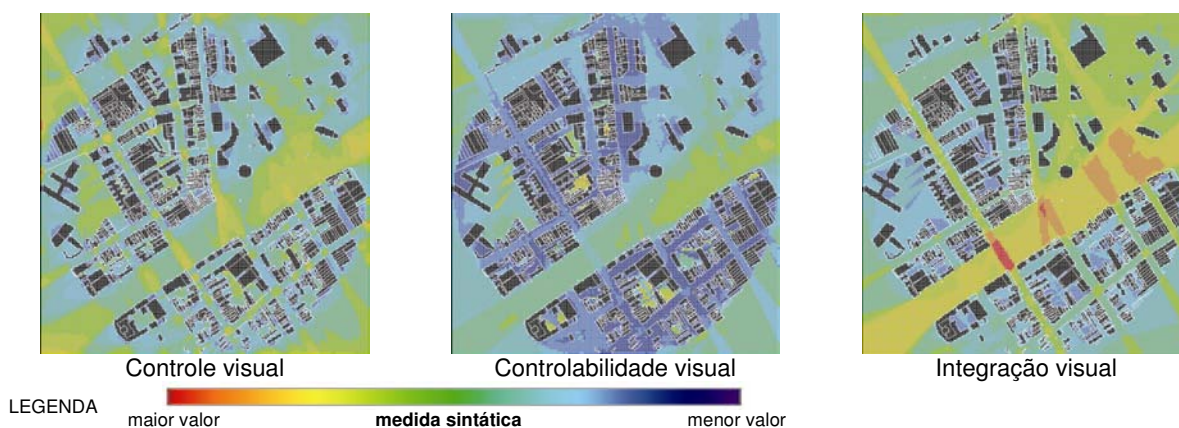 Controle visual
Controlabilidade visual
Integração visual
LEGENDA
maior valor
medida sintática
menor valor